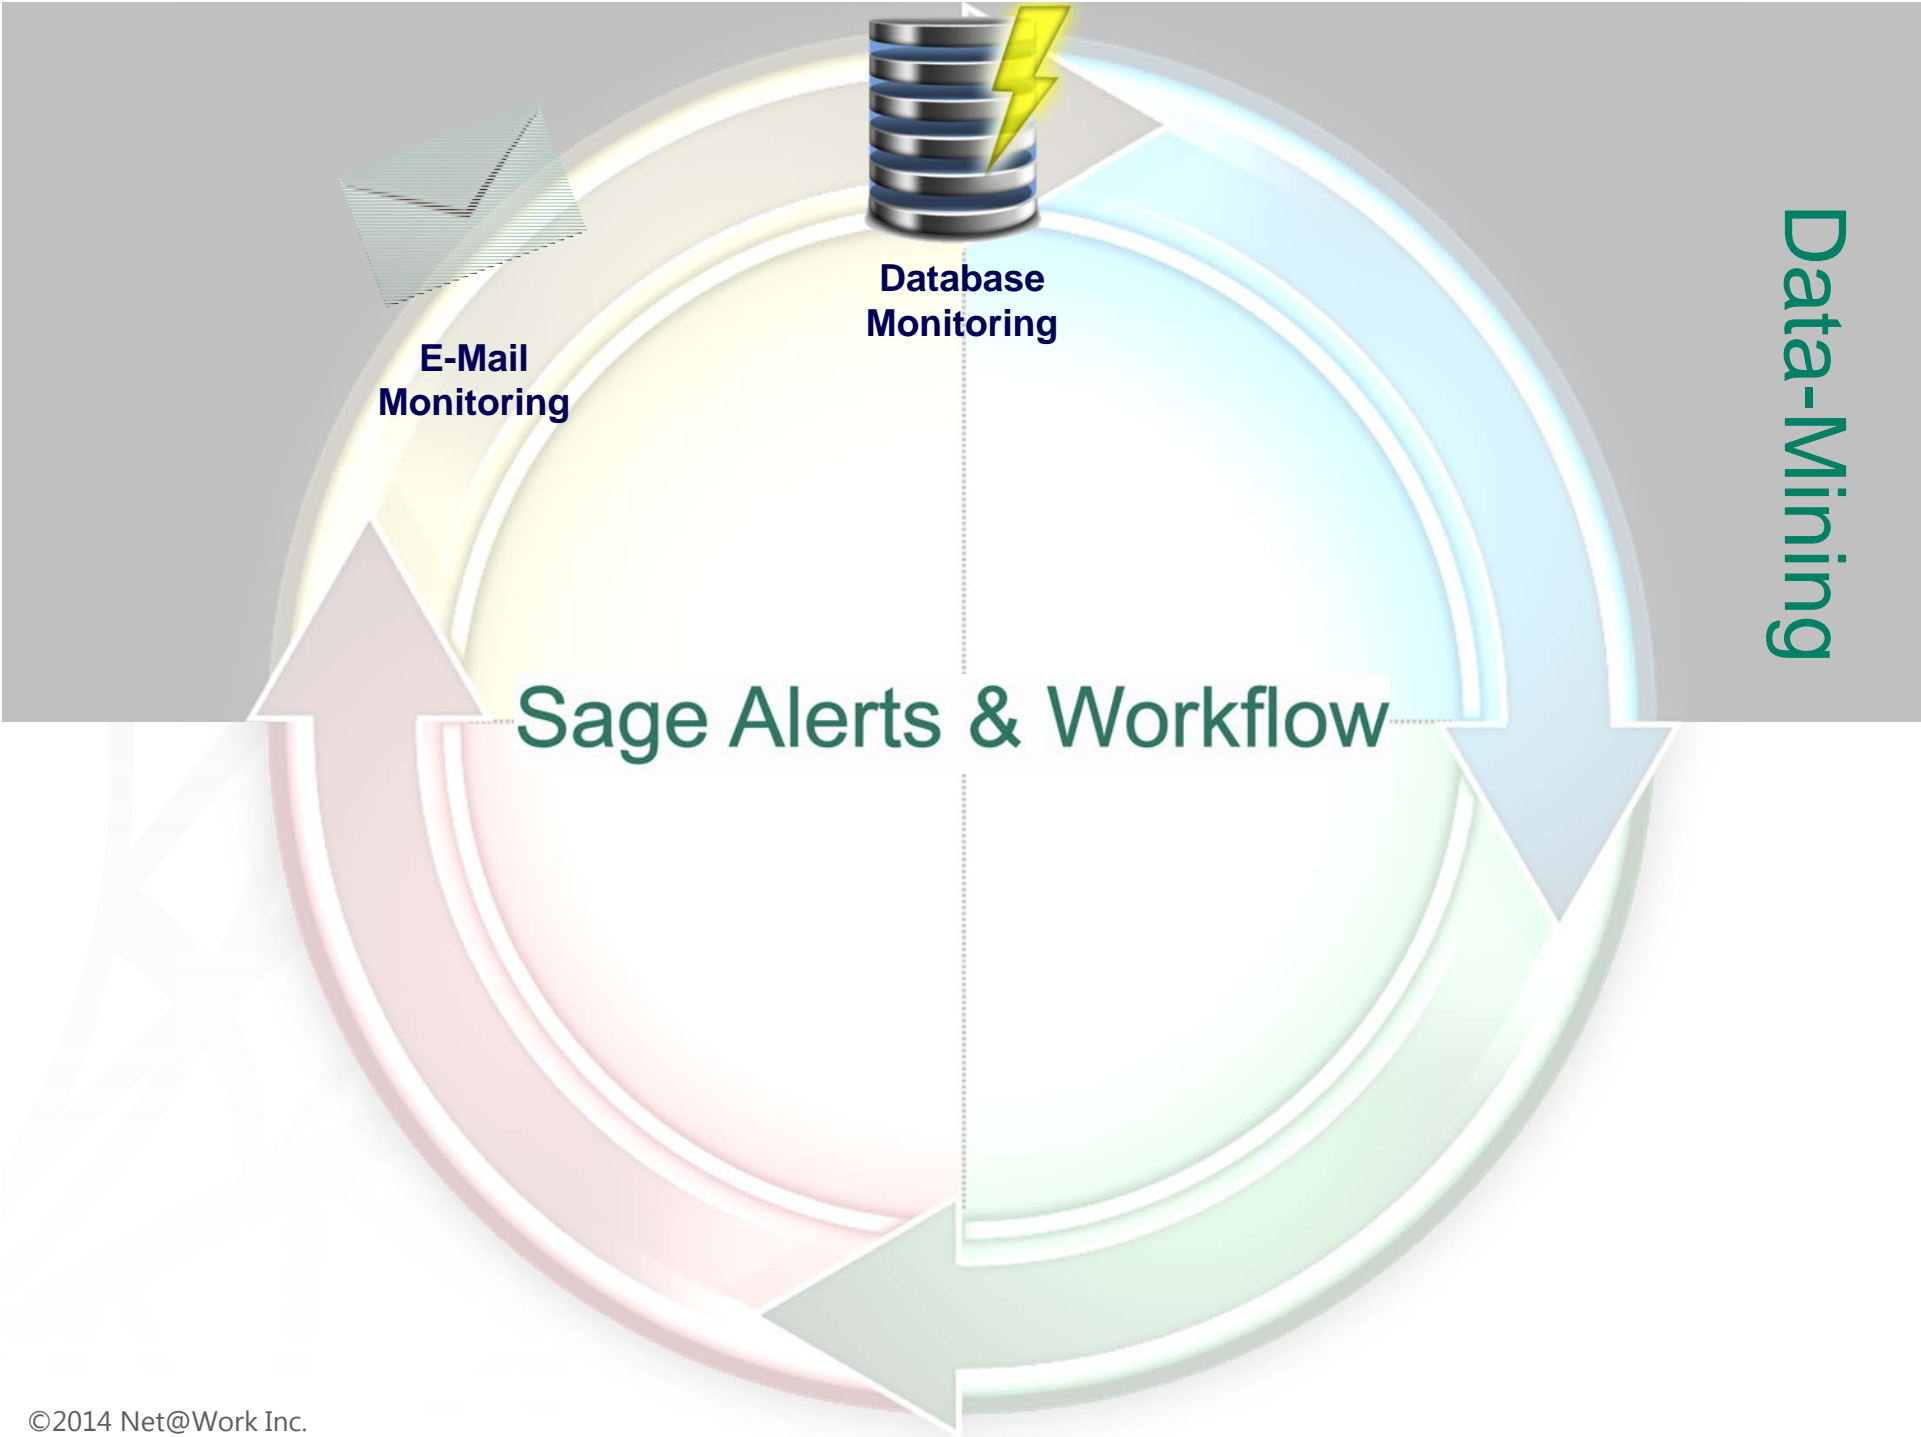 Database
Monitoring
E-Mail
Monitoring
Data-Mining
Sage Alerts & Workflow
©2014 Net@Work Inc.